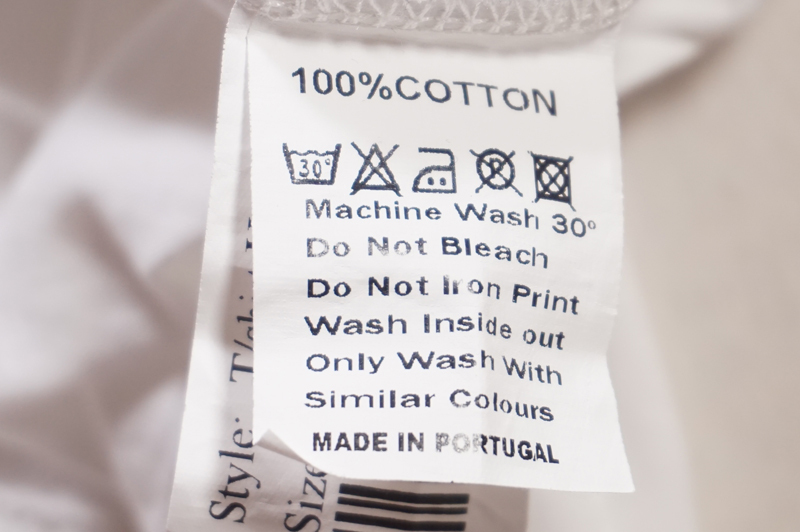 100%COTTON
30°
P
Machine Wash 30°
Do Not Bleach
Do Not Iron Print
Wash Inside out
Only Wash With
Similar Colours
MADE IN PORTUGAL
Style: T/shirt
Size